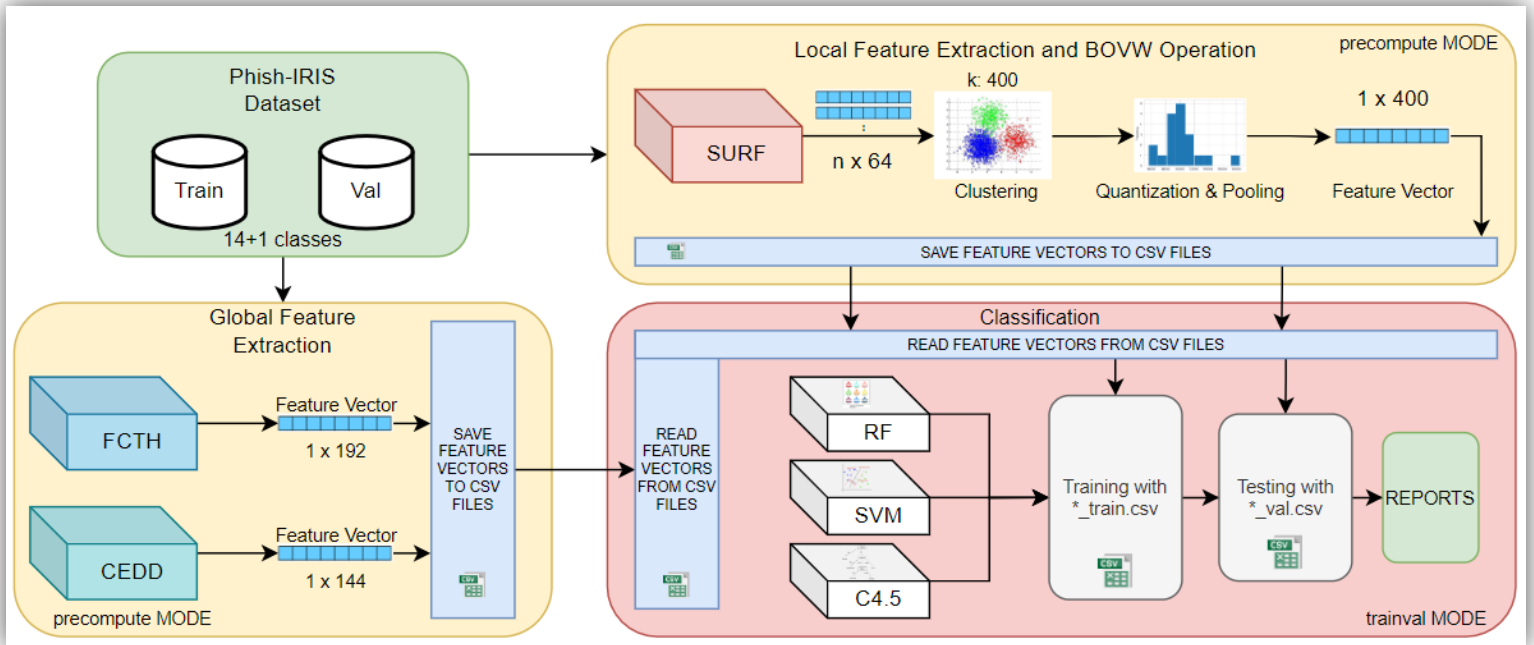 Phish-IRIS
Dataset
Train
Val
14+1 classes
Local Feature Extraction and BOVW Operation
precompute MODE
SURF
n x 64
k: 400
Clustering
Quantization & Pooling
1 x 400
Feature Vector
SAVE FEATURE VECTORS TO CSV FILES
Global Feature
Extraction
FCTH
Feature Vector
1 x 192
CEDD
Feature Vector
1 x 144
SAVE
FEATURE
VECTORS
TO CSV
FILES
CSV
precompute MODE
Classification
READ FEATURE VECTORS FROM CSV FILES
READ
FEATURE
VECTORS
FROM CSV
FILES
CSV
RF
SVM
C4.5
Training with
*_train.csv
CSV
Testing with
*_val.csv
CSV
REPORTS
trainval MODE